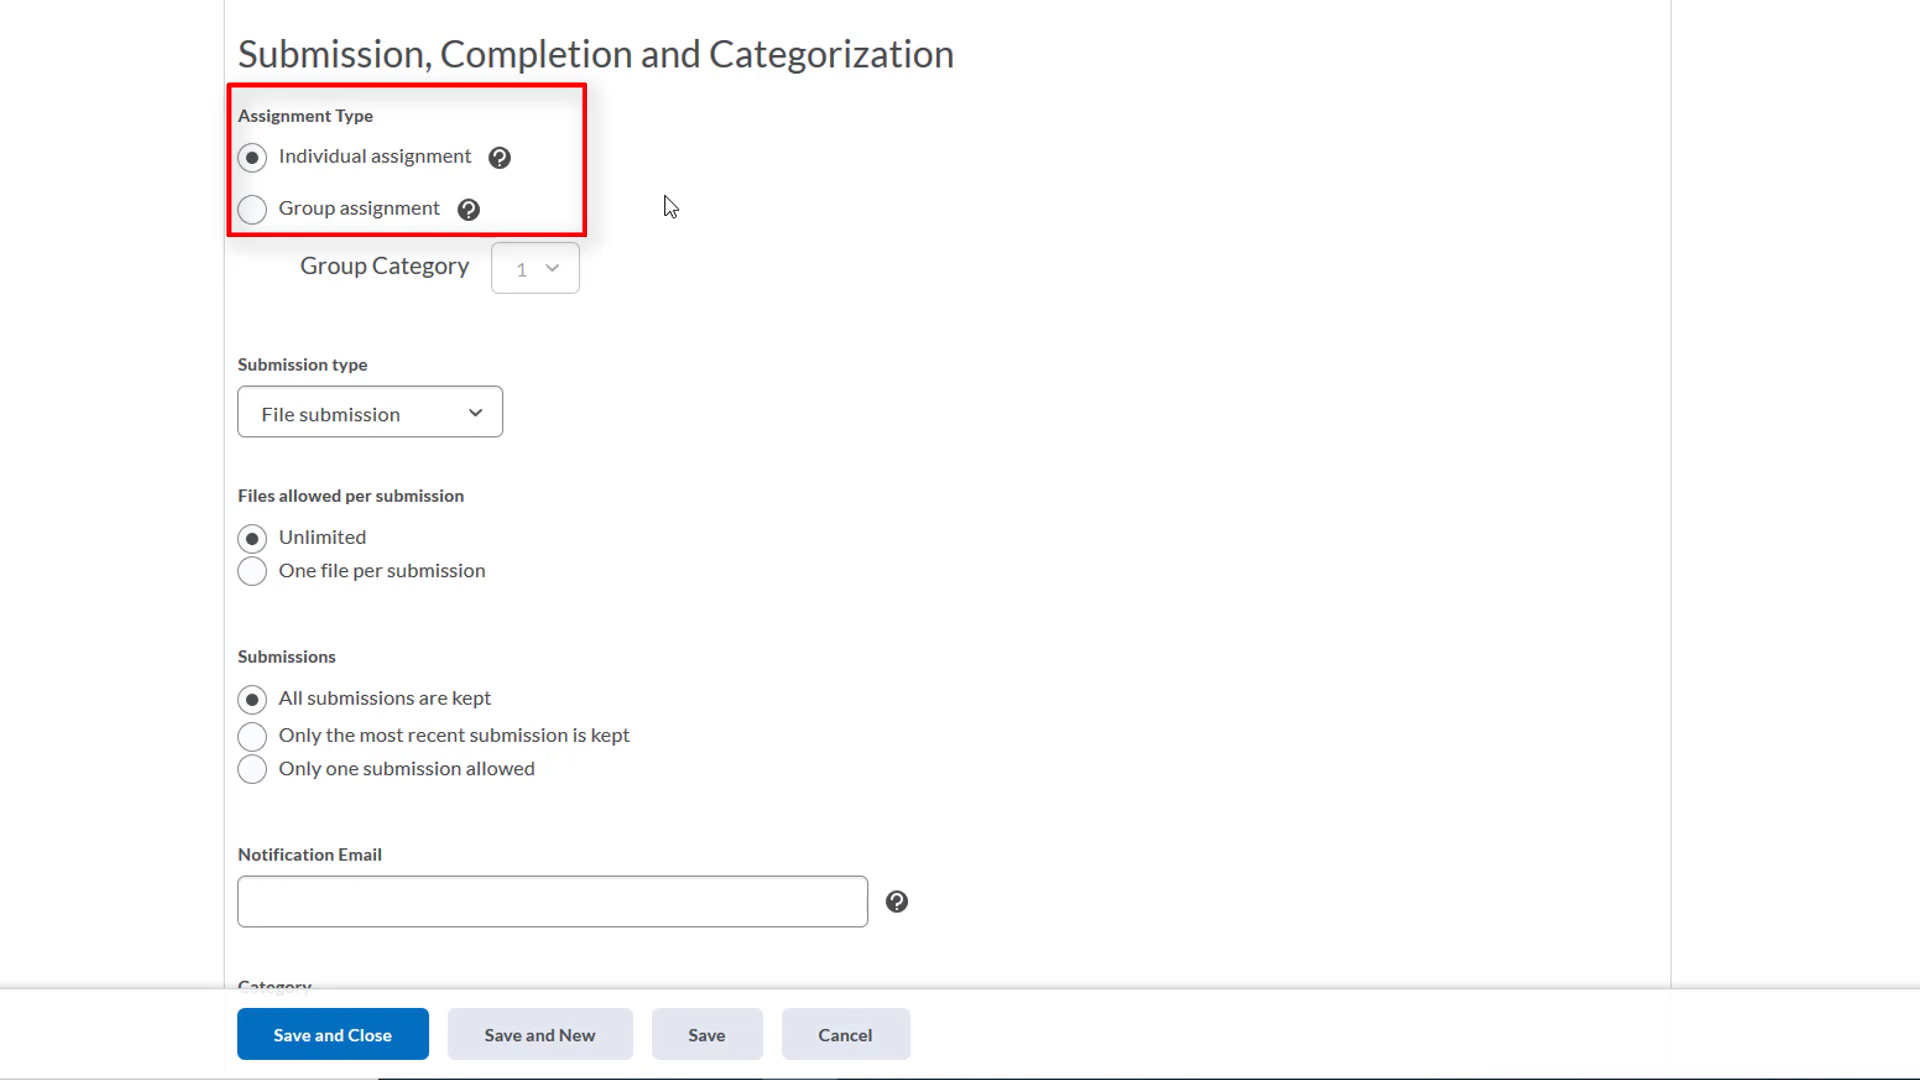 Submission, Completion and Categorization
Assignment Type
Individual assignment ?
Group assignment ?
Group Category 1
Submission type
File submission
Files allowed per submission
Unlimited
One file per submission
Submissions
All submissions are kept
Only the most recent submission is kept
Only one submission allowed
Notification Email
?
Category
Save and Close Save and New Save Cancel